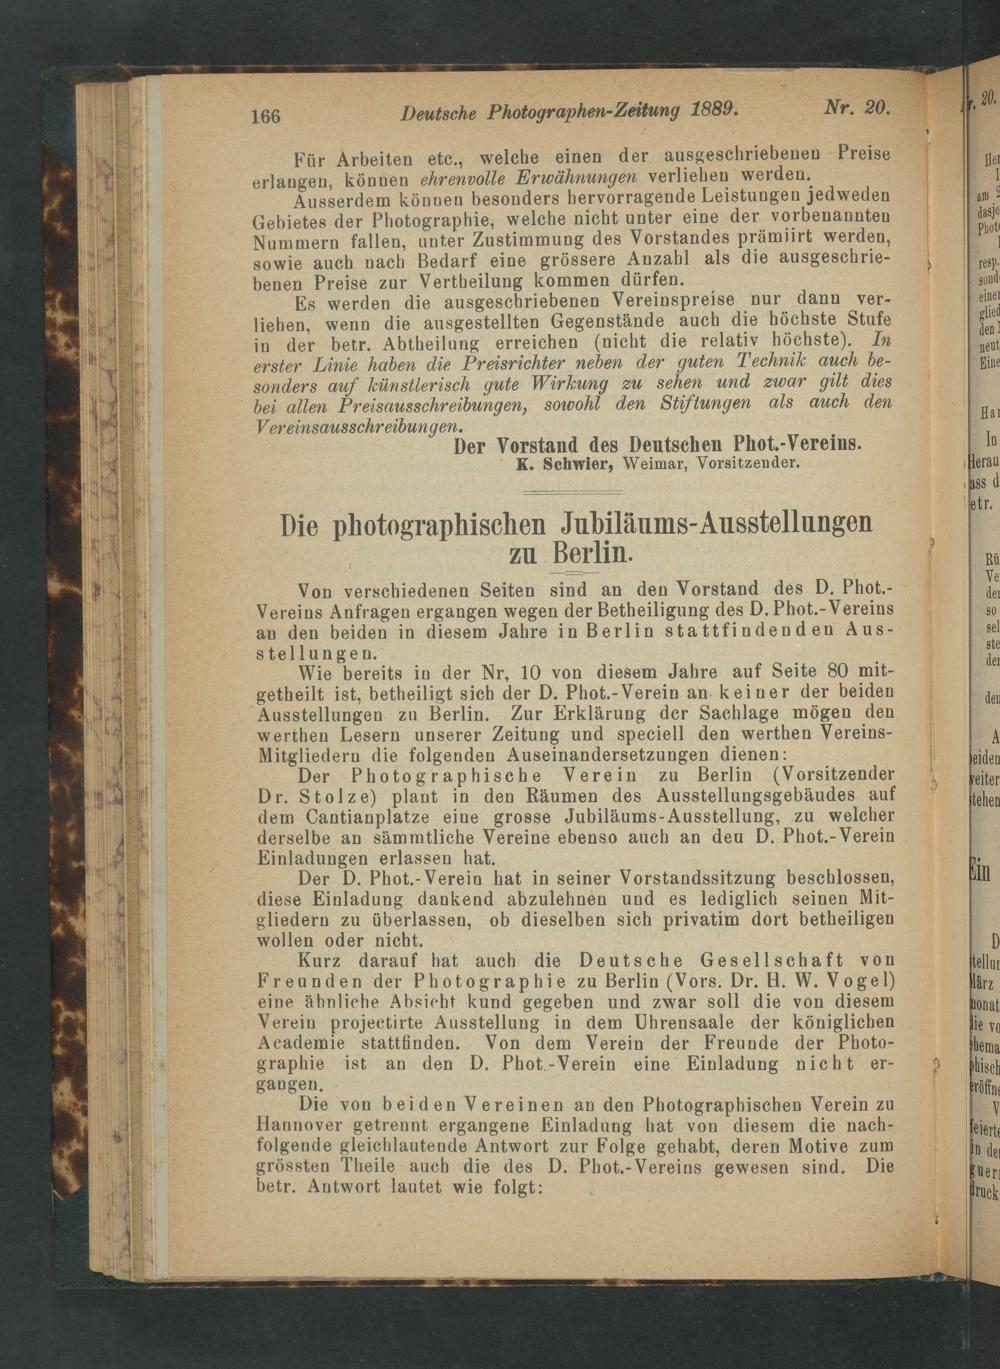 166 Deutsche Photographen-Zeitung 1889. Nr. 20.
Für Arbeiten etc., welche einen der ausgeschriebenen Preise
erlangen, können ehrenvolle Erwähnungen verliehen werden.
Ausserdem können besonders hervorragende Leistungen jedweden
Gebietes der Photographie, welche nicht unter eine der vorbenannten
Nummern fallen, unter Zustimmung des Vorstandes prämiirt werden,
sowie auch nach Bedarf eine grössere Anzahl als die ausgeschrie-
benen Preise zur Vertheilung kommen dürfen.
Es werden die ausgeschriebenen Vereinspreise nur dann ver-
liehen, wenn die ausgestellten Gegenstände auch die höchste Stufe
in der betr. Abtheilung erreichen (nicht die relativ höchste). In
erster Linie haben die Preisrichter neben der guten Technik auch be-
sonders auf künstlerisch gute Wirkung zu sehen und zwar gilt dies
bei allen Preisausschreibungen, sowohl den Stiftungen als auch den
Vereinsausschreibungen.
Der Vorstand des Deutschen Phot.-Vereins.
K. Schwier, Weimar, Vorsitzender.
Die photographischen Jubiläums-Ausstellungen
zu Berlin.
Von verschiedenen Seiten sind an den Vorstand des D. Phot.-
Vereins Anfragen ergangen wegen der Betheiligung des D. Phot.-Vereins
an den beiden in diesem Jahre in Berlin stattfindenden Aus-
stellungen.
Wie bereits in der Nr, 10 von diesem Jahre auf Seite 80 mit-
getheilt ist, betheiligt sich der D. Phot.-Verein an keiner der beiden
Ausstellungen zu Berlin. Zur Erklärung der Sachlage mögen den
werthen Lesern unserer Zeitung und speciell den werthen Vereins-
Mitgliedern die folgenden Auseinandersetzungen dienen:
Der Photographische Verein zu Berlin (Vorsitzender
Dr. Stolze) plant in den Räumen des Ausstellungsgebäudes auf
dem Cantianplatze eine grosse Jubiläums-Ausstellung, zu welcher
derselbe an sämmtliche Vereine ebenso auch an den D. Phot.-Verein
Einladungen erlassen hat.
Der D. Phot.-Verein hat in seiner Vorstandssitzung beschlossen,
diese Einladung dankend abzulehnen und es lediglich seinen Mit-
gliedern zu überlassen, ob dieselben sich privatim dort betheiligen
wollen oder nicht.
Kurz darauf hat auch die Deutsche Gesellschaft von
Freunden der Photographie zu Berlin (Vors. Dr. H. W. Vogel)
eine ähnliche Absicht kund gegeben und zwar soll die von diesem
Verein projectirte Ausstellung in dem Uhrensaale der königlichen
Academie stattfinden. Von dem Verein der Freunde der Photo-
graphie ist an den D. Phot.-Verein eine Einladung nicht er-
gangen.
Die von beiden Vereinen an den Photographischen Verein zu
Hannover getrennt ergangene Einladung hat von diesem die nach-
folgende gleichlautende Antwort zur Folge gehabt, deren Motive zum
grössten Theile auch die des D. Phot.-Vereins gewesen sind. Die
betr. Antwort lautet wie folgt: